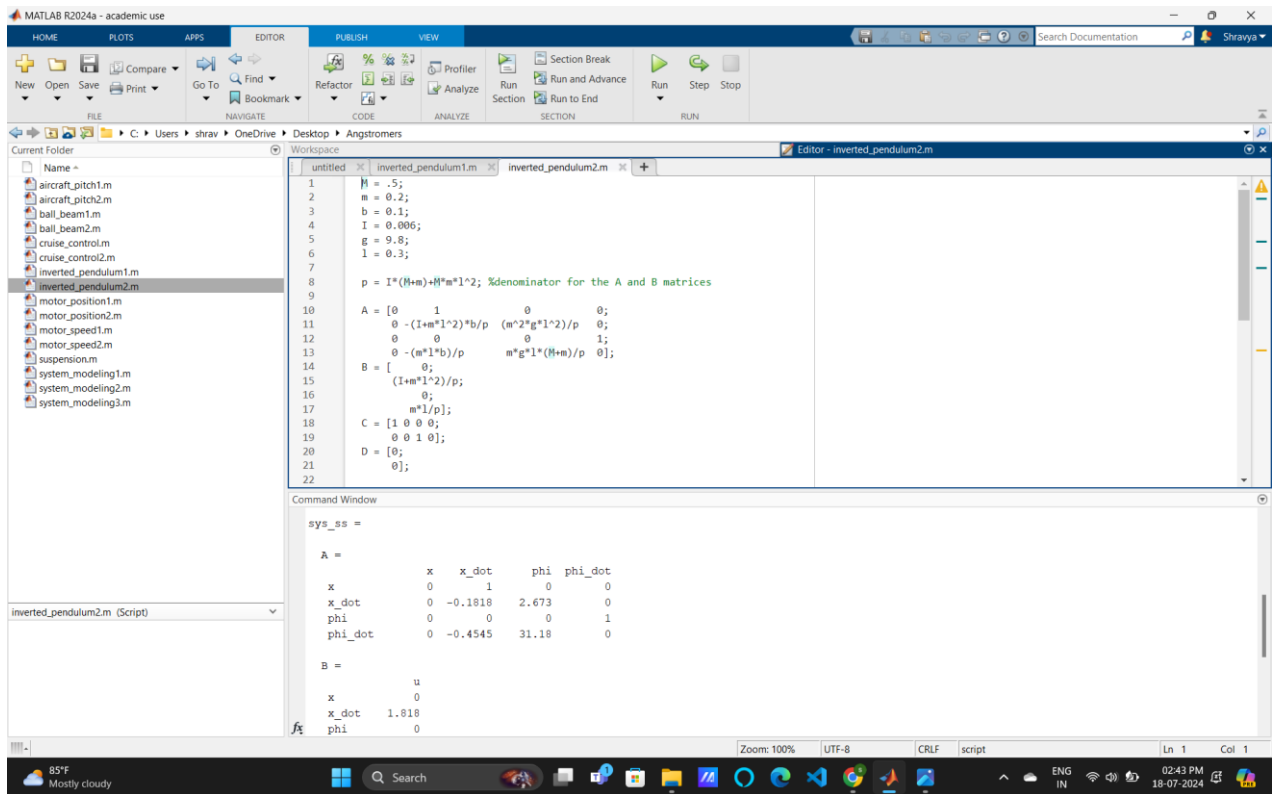 MATLAB R2024a - academic use
HOME PLOTS APPS EDITOR PUBLISH VIEW Search Documentation Shravya
New Open Save Compare Print Go To Find Bookmark Refactor Profiler Analyze Run Section Section Break Run and Advance Run to End Run Step Stop
FILE NAVIGATE CODE ANALYZE SECTION RUN
C: Users shrav OneDrive Desktop Angstromers
Current Folder
Name
aircraft_pitch1.m
aircraft_pitch2.m
ball_beam1.m
ball_beam2.m
cruise_control.m
cruise_control2.m
inverted_pendulum1.m
inverted_pendulum2.m
motor_position1.m
motor_position2.m
motor_speed1.m
motor_speed2.m
suspension.m
system_modeling1.m
system_modeling2.m
system_modeling3.m
inverted_pendulum2.m (Script)
Workspace
Editor - inverted_pendulum2.m
untitled inverted_pendulum1.m inverted_pendulum2.m
1 M = .5;
2 m = 0.2;
3 b = 0.1;
4 I = 0.006;
5 g = 9.8;
6 l = 0.3;
7
8 p = I*(M+m)+M*m*l^2; %denominator for the A and B matrices
9
10 A = [0 1 0 0;
11 0 -(I+m*l^2)*b/p (m^2*g*l^2)/p 0;
12 0 0 0 1;
13 0 -(m*l*b)/p m*g*l*(M+m)/p 0];
14 B = [ 0;
15 (I+m*l^2)/p;
16 0;
17 m*l/p];
18 C = [1 0 0 0;
19 0 0 1 0];
20 D = [0;
21 0];
22
Command Window
sys_ss =
A =
x x_dot phi phi_dot
x 0 1 0 0
x_dot 0 -0.1818 2.673 0
phi 0 0 0 1
phi_dot 0 -0.4545 31.18 0
B =
u
x 0
x_dot 1.818
fx phi 0
Zoom: 100% UTF-8 CRLF script Ln 1 Col 1
85°F
Mostly cloudy
Search
ENG
IN
02:43 PM
18-07-2024